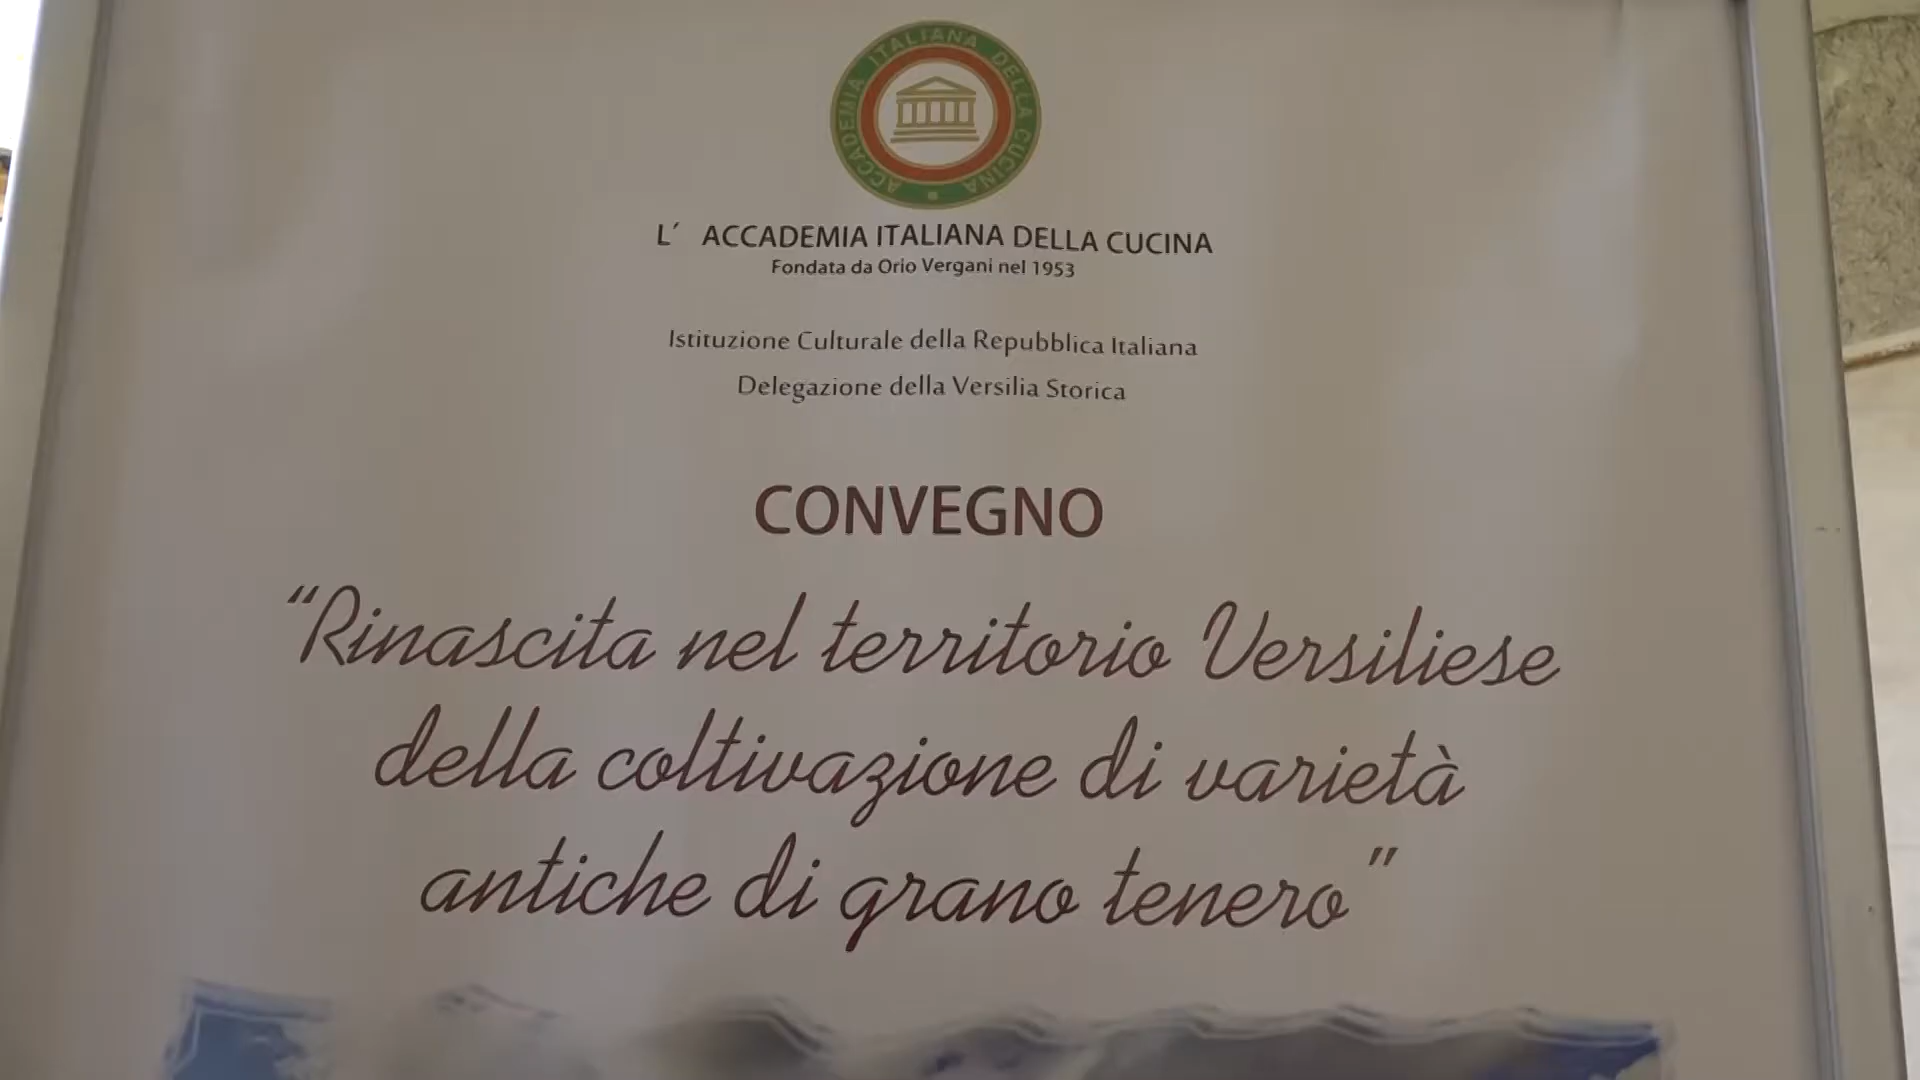 ACCADEMIA ITALIANA DELLA CUCINA
L´ ACCADEMIA ITALIANA DELLA CUCINA
Fondata da Orio Vergani nel 1953
Istituzione Culturale della Repubblica Italiana
Delegazione della Versilia Storica
CONVEGNO
“Rinascita nel territorio Versiliese
della coltivazione di varietà
antiche di grano tenero”